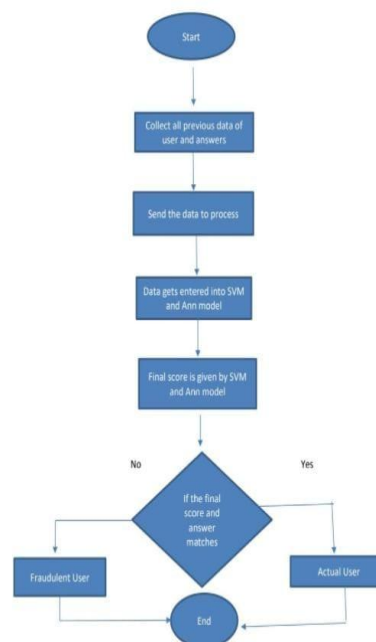 Start
Collect all previous data of
user and answers
Send the data to process
Data gets entered into SVM
and Ann model
Final score is given by SVM
and Ann model
No
Yes
If the final
score and
answer
matches
Fraudulent User
Actual User
End